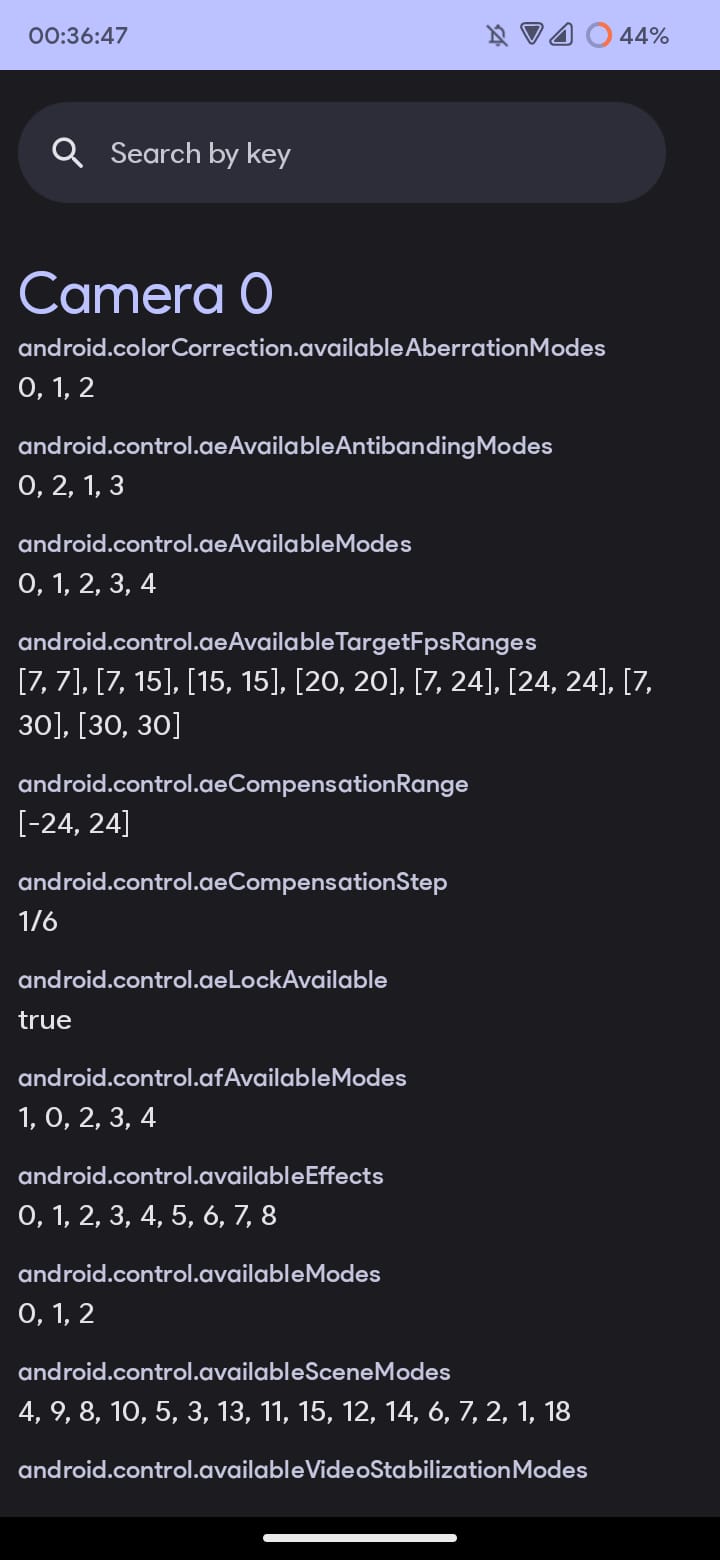 00:36:47
44%
Search by key
Camera 0
android.colorCorrection.availableAberrationModes
0, 1, 2
android.control.aeAvailableAntibandingModes
0, 2, 1, 3
android.control.aeAvailableModes
0, 1, 2, 3, 4
android.control.aeAvailableTargetFpsRanges
[7, 7], [7, 15], [15, 15], [20, 20], [7, 24], [24, 24], [7,
30], [30, 30]
android.control.aeCompensationRange
[-24, 24]
android.control.aeCompensationStep
1/6
android.control.aeLockAvailable
true
android.control.afAvailableModes
1, 0, 2, 3, 4
android.control.availableEffects
0, 1, 2, 3, 4, 5, 6, 7, 8
android.control.availableModes
0, 1, 2
android.control.availableSceneModes
4, 9, 8, 10, 5, 3, 13, 11, 15, 12, 14, 6, 7, 2, 1, 18
android.control.availableVideoStabilizationModes